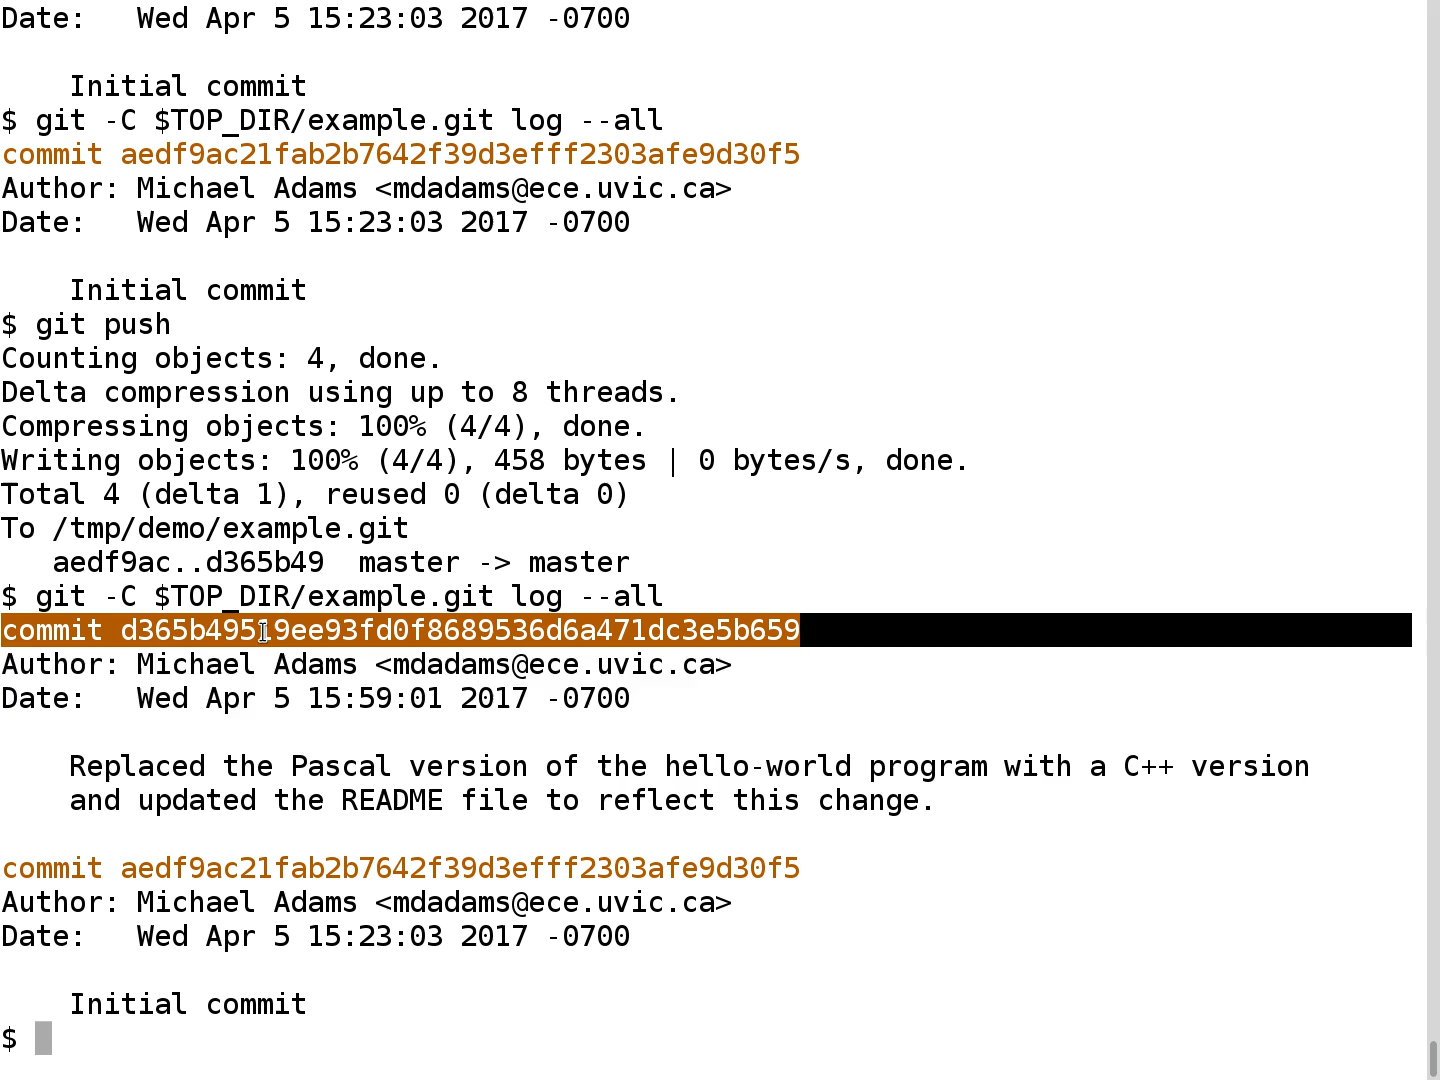 Date:   Wed Apr 5 15:23:03 2017 -0700
    Initial commit
$ git -C $TOP_DIR/example.git log --all
commit aedf9ac21fab2b7642f39d3efff2303afe9d30f5
Author: Michael Adams <mdadams@ece.uvic.ca>
Date:   Wed Apr 5 15:23:03 2017 -0700
    Initial commit
$ git push
Counting objects: 4, done.
Delta compression using up to 8 threads.
Compressing objects: 100% (4/4), done.
Writing objects: 100% (4/4), 458 bytes | 0 bytes/s, done.
Total 4 (delta 1), reused 0 (delta 0)
To /tmp/demo/example.git
   aedf9ac..d365b49  master -> master
$ git -C $TOP_DIR/example.git log --all
commit d365b49519ee93fd0f8689536d6a471dc3e5b659
Author: Michael Adams <mdadams@ece.uvic.ca>
Date:   Wed Apr 5 15:59:01 2017 -0700
    Replaced the Pascal version of the hello-world program with a C++ version
    and updated the README file to reflect this change.
commit aedf9ac21fab2b7642f39d3efff2303afe9d30f5
Author: Michael Adams <mdadams@ece.uvic.ca>
Date:   Wed Apr 5 15:23:03 2017 -0700
    Initial commit
$